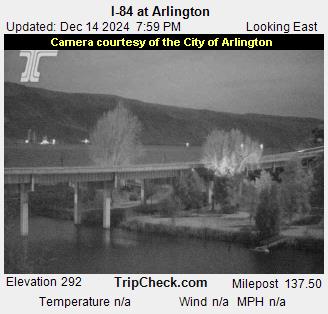 I-84 at Arlington
Updated: Dec 14 2024 7:59 PM Looking East
Camera courtesy of the City of Arlington
Elevation 292 TripCheck.com Milepost 137.50
Temperature n/a Wind n/a MPH n/a